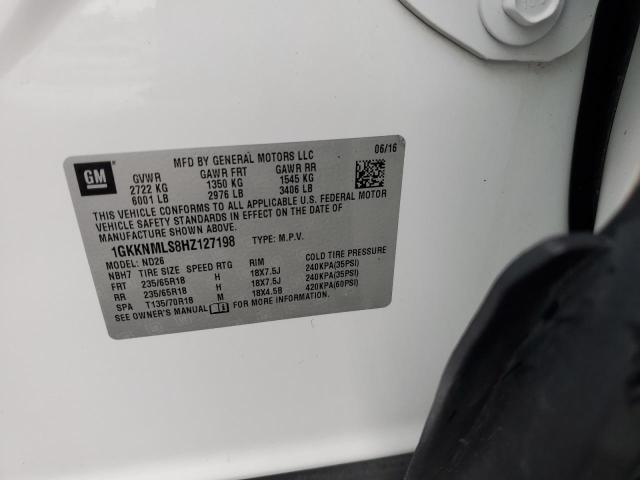 MFD BY GENERAL MOTORS LLC 06/16
GM
GVWR GAWR FRT GAWR RR
2722 KG 1350 KG 1545 KG
6001 LB 2976 LB 3406 LB
THIS VEHICLE CONFORMS TO ALL APPLICABLE U.S. FEDERAL MOTOR
VEHICLE SAFETY STANDARDS IN EFFECT ON THE DATE OF
MANUFACTURE SHOWN ABOVE.
1GKKNMLS8HZ127198 TYPE: M.P.V.
MODEL: ND26
NBH7 TIRE SIZE SPEED RTG RIM COLD TIRE PRESSURE
FRT 235/65R18 H 18X7.5J 240KPA(35PSI)
RR 235/65R18 H 18X7.5J 240KPA(35PSI)
SPA T135/70R18 M 18X4.5B 420KPA(60PSI)
SEE OWNER'S MANUAL FOR MORE INFORMATION.